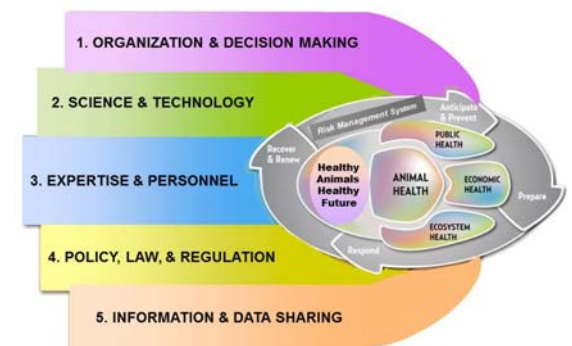 1. ORGANIZATION & DECISION MAKING
2. SCIENCE & TECHNOLOGY
3. EXPERTISE & PERSONNEL
4. POLICY, LAW, & REGULATION
5. INFORMATION & DATA SHARING
Risk Management System
Anticipate
& Prevent
Recover
& Renew
PUBLIC
HEALTH
Healthy
Animals
Healthy
Future
ANIMAL
HEALTH
ECONOMIC
HEALTH
Prepare
ECOSYSTEM
HEALTH
Respond